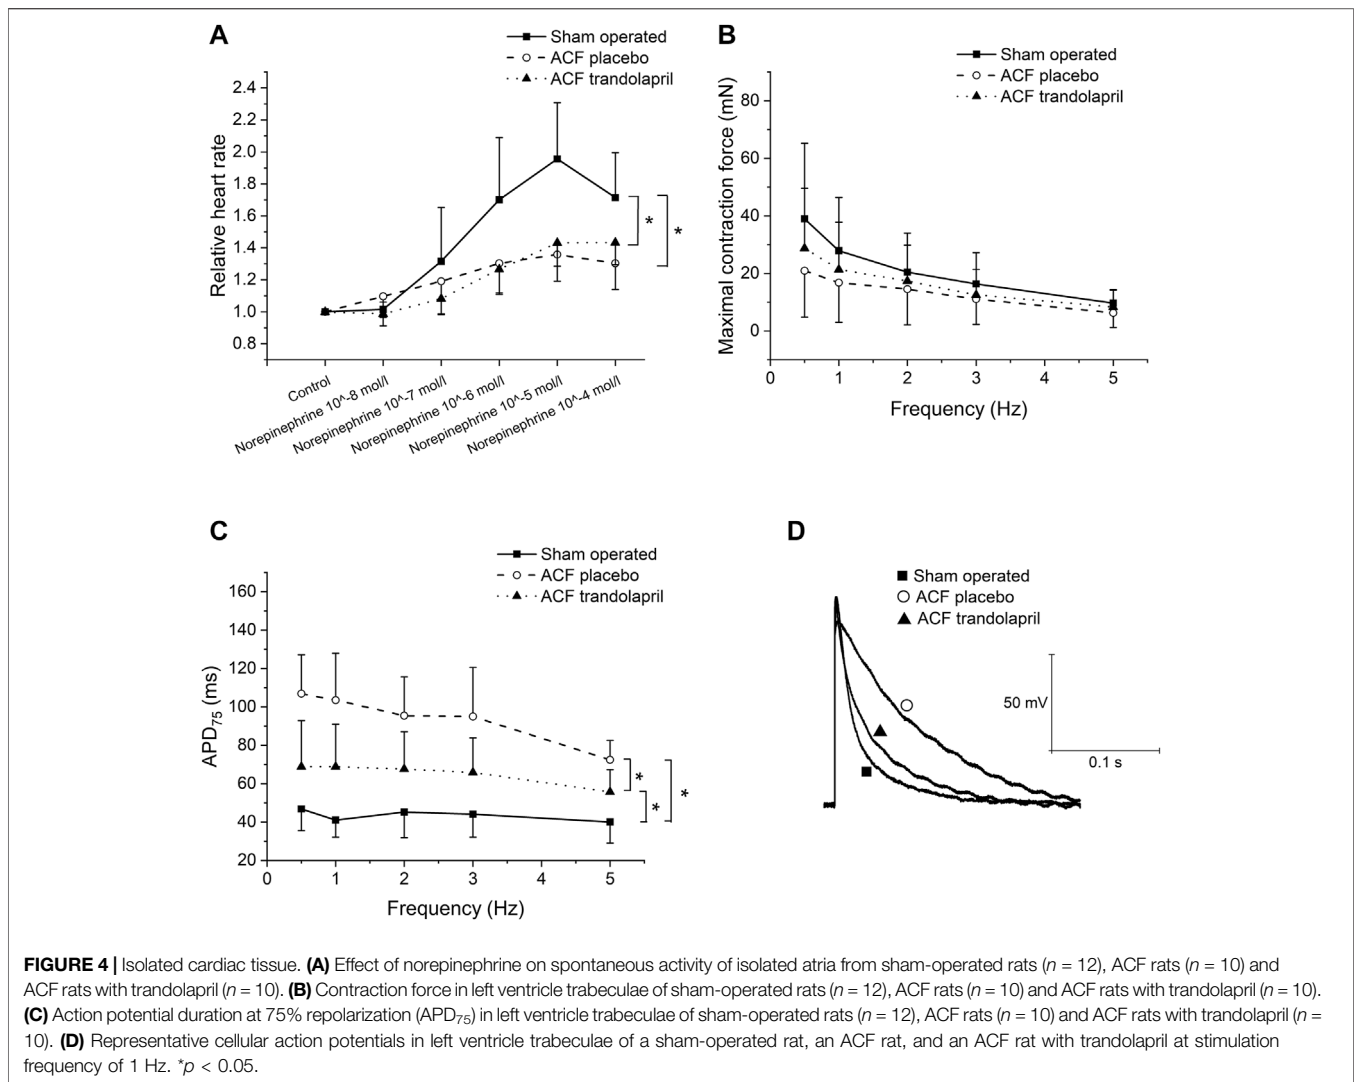 A
Sham operated
ACF placebo
ACF trandolapril
Relative heart rate
2.4
2.2
2.0
1.8
1.6
1.4
1.2
1.0
0.8
*
*
Control
Norepinephrine 10^-8 mol/l
Norepinephrine 10^-7 mol/l
Norepinephrine 10^-6 mol/l
Norepinephrine 10^-5 mol/l
Norepinephrine 10^-4 mol/l
B
Sham operated
ACF placebo
ACF trandolapril
Maximal contraction force (mN)
80
60
40
20
0
0 1 2 3 4 5
Frequency (Hz)
C
Sham operated
ACF placebo
ACF trandolapril
APD75 (ms)
160
140
120
100
80
60
40
20
*
*
*
0 1 2 3 4 5
Frequency (Hz)
D
Sham operated
ACF placebo
ACF trandolapril
50 mV
0.1 s
FIGURE 4 | Isolated cardiac tissue. (A) Effect of norepinephrine on spontaneous activity of isolated atria from sham-operated rats (n = 12), ACF rats (n = 10) and
ACF rats with trandolapril (n = 10). (B) Contraction force in left ventricle trabeculae of sham-operated rats (n = 12), ACF rats (n = 10) and ACF rats with trandolapril (n = 10).
(C) Action potential duration at 75% repolarization (APD75) in left ventricle trabeculae of sham-operated rats (n = 12), ACF rats (n = 10) and ACF rats with trandolapril (n =
10). (D) Representative cellular action potentials in left ventricle trabeculae of a sham-operated rat, an ACF rat, and an ACF rat with trandolapril at stimulation
frequency of 1 Hz. *p < 0.05.